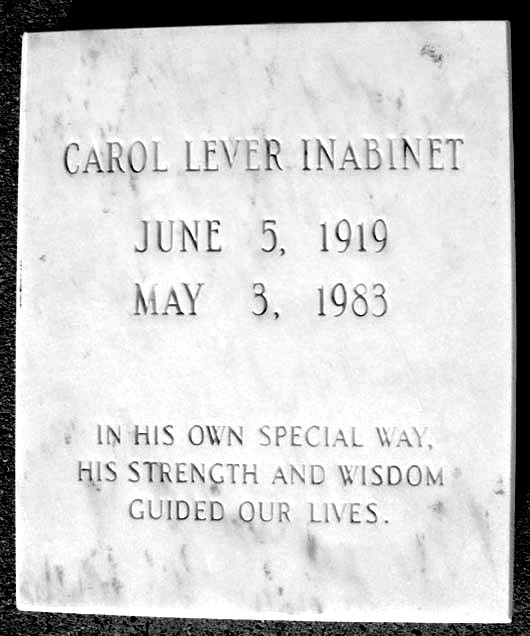 CAROL LEVER INABINET
JUNE 5, 1919
MAY 3, 1983
IN HIS OWN SPECIAL WAY,
HIS STRENGTH AND WISDOM
GUIDED OUR LIVES.